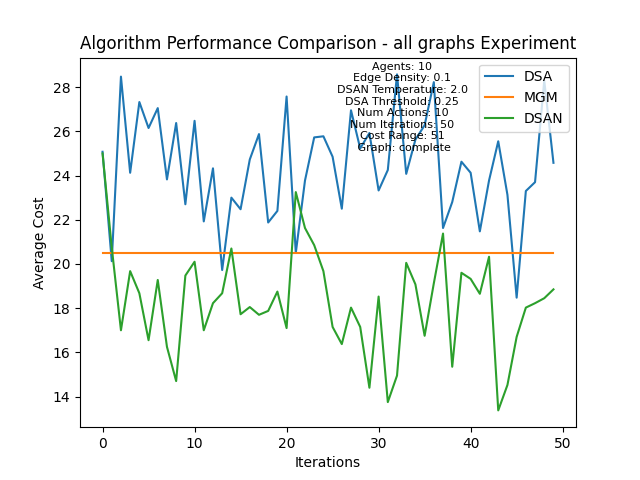 Algorithm Performance Comparison - all graphs Experiment
Agents: 10
Edge Density: 0.1
DSAN Temperature: 2.0
DSA Threshold: 0.25
Num Actions: 10
Num Iterations: 50
Cost Range: 51
Graph: complete
DSA
MGM
DSAN
Average Cost
28
26
24
22
20
18
16
14
0
10
20
30
40
50
Iterations